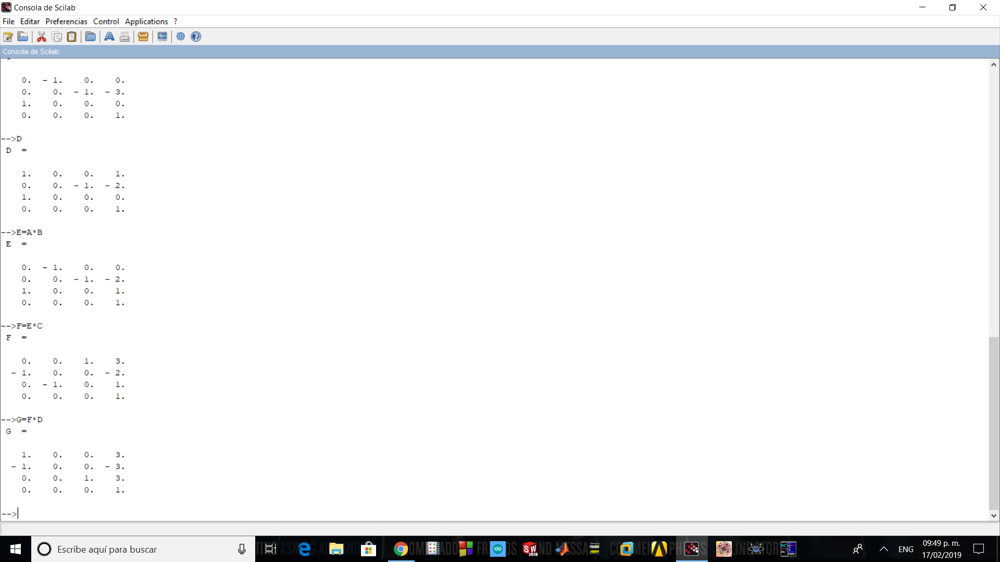 Consola de Scilab
File Editar Preferencias Control Applications ?
Consola de Scilab
0. - 1. 0. 0.
0. 0. - 1. - 3.
1. 0. 0. 0.
0. 0. 0. 1.
-->D
D =
1. 0. 0. 1.
0. 0. - 1. - 2.
1. 0. 0. 0.
0. 0. 0. 1.
-->E=A*B
E =
0. - 1. 0. 0.
0. 0. - 1. - 2.
1. 0. 0. 1.
0. 0. 0. 1.
-->F=E*C
F =
0. 0. 1. 3.
- 1. 0. 0. - 2.
0. - 1. 0. 1.
0. 0. 0. 1.
-->G=F*D
G =
1. 0. 0. 3.
- 1. 0. 0. - 3.
0. 0. 1. 3.
0. 0. 0. 1.
-->
Escribe aquí para buscar
SW
2018
ENG
09:49 p. m.
17/02/2019